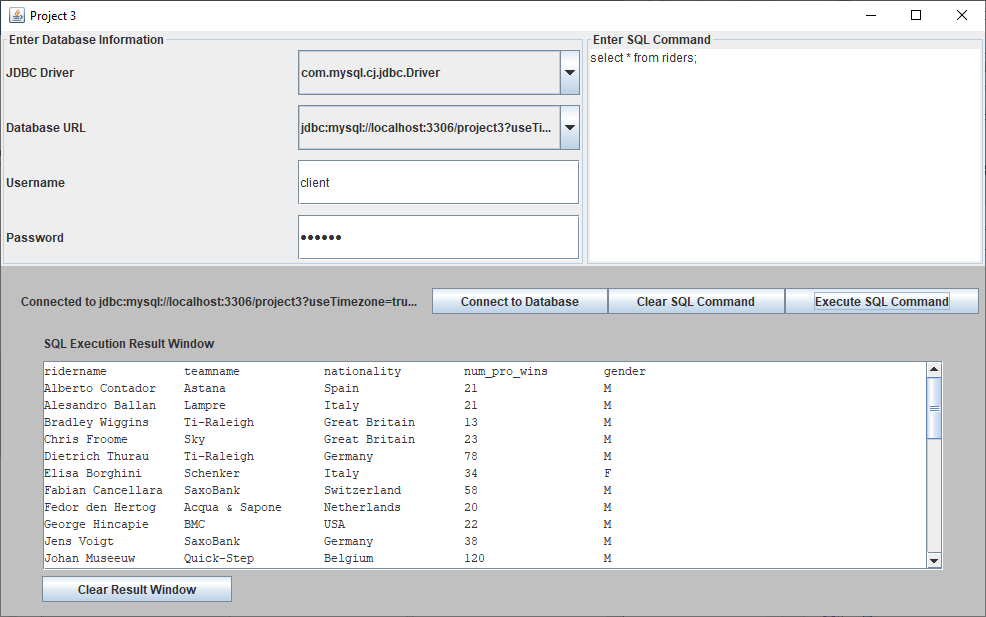 Project 3
Enter Database Information
JDBC Driver
com.mysql.cj.jdbc.Driver
Database URL
jdbc:mysql://localhost:3306/project3?useTi...
Username
client
Password
••••••
Enter SQL Command
select * from riders;
Connected to jdbc:mysql://localhost:3306/project3?useTimezone=tru...
Connect to Database
Clear SQL Command
Execute SQL Command
SQL Execution Result Window
ridername teamname nationality num_pro_wins gender
Alberto Contador Astana Spain 21 M
Alesandro Ballan Lampre Italy 21 M
Bradley Wiggins Ti-Raleigh Great Britain 13 M
Chris Froome Sky Great Britain 23 M
Dietrich Thurau Ti-Raleigh Germany 78 M
Elisa Borghini Schenker Italy 34 F
Fabian Cancellara SaxoBank Switzerland 58 M
Fedor den Hertog Acqua & Sapone Netherlands 20 M
George Hincapie BMC USA 22 M
Jens Voigt SaxoBank Germany 38 M
Johan Museeuw Quick-Step Belgium 120 M
Clear Result Window